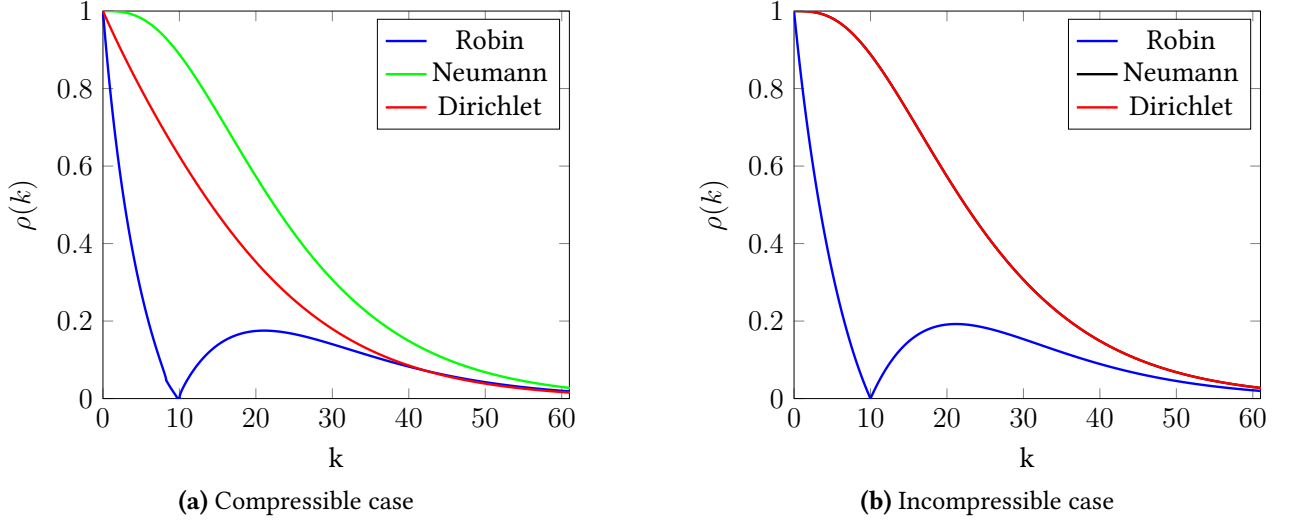 1
0.8
0.6
0.4
0.2
0
0 10 20 30 40 50 60
ρ(k)
k
Robin
Neumann
Dirichlet
(a) Compressible case
1
0.8
0.6
0.4
0.2
0
0 10 20 30 40 50 60
ρ(k)
k
Robin
Neumann
Dirichlet
(b) Incompressible case